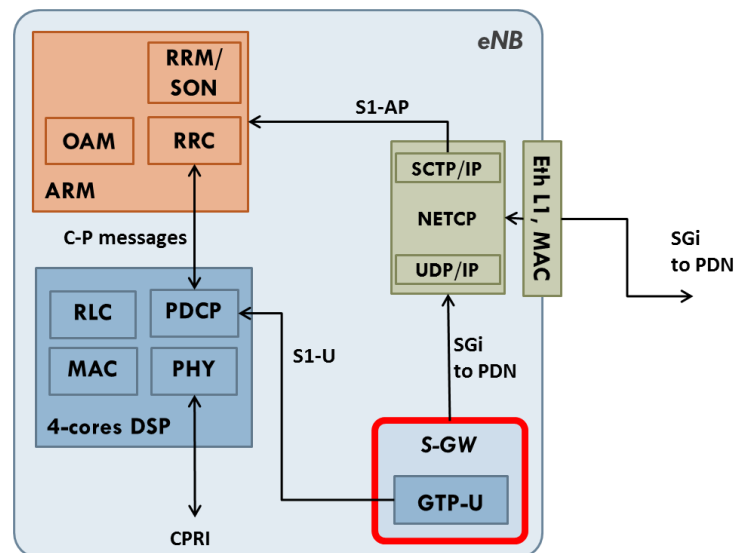 eNB
RRM/
SON
OAM
RRC
ARM
S1-AP
SCTP/IP
NETCP
UDP/IP
Eth L1, MAC
SGi
to PDN
C-P messages
RLC
PDCP
MAC
PHY
4-cores DSP
S1-U
SGi
to PDN
S-GW
GTP-U
CPRI